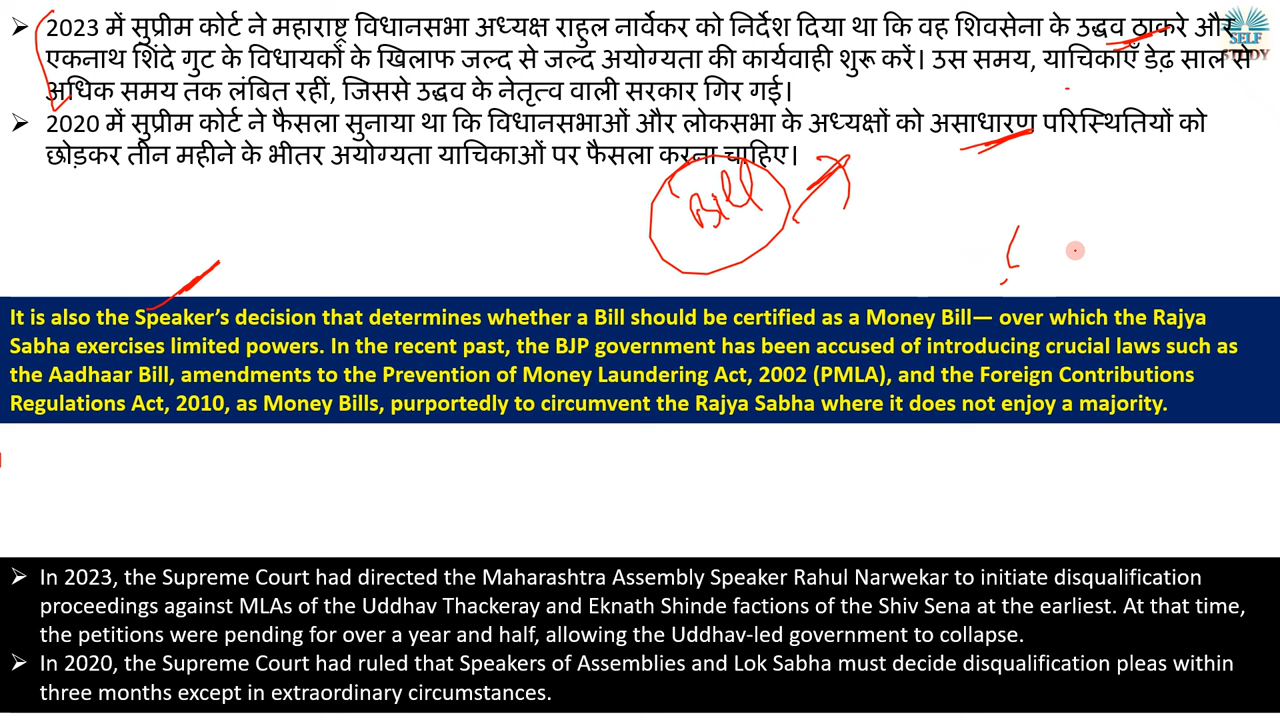 ➢ 2023 में सुप्रीम कोर्ट ने महाराष्ट्र विधानसभा अध्यक्ष राहुल नार्वेकर को निर्देश दिया था कि वह शिवसेना के उद्धव ठाकरे और
एकनाथ शिंदे गुट के विधायकों के खिलाफ जल्द से जल्द अयोग्यता की कार्यवाही शुरू करें। उस समय, याचिकाएँ डेढ़ साल से
अधिक समय तक लंबित रहीं, जिससे उद्धव के नेतृत्व वाली सरकार गिर गई।
➢ 2020 में सुप्रीम कोर्ट ने फैसला सुनाया था कि विधानसभाओं और लोकसभा के अध्यक्षों को असाधारण परिस्थितियों को
छोड़कर तीन महीने के भीतर अयोग्यता याचिकाओं पर फैसला करना चाहिए।
SELF
STUDY
Bill
It is also the Speaker’s decision that determines whether a Bill should be certified as a Money Bill— over which the Rajya
Sabha exercises limited powers. In the recent past, the BJP government has been accused of introducing crucial laws such as
the Aadhaar Bill, amendments to the Prevention of Money Laundering Act, 2002 (PMLA), and the Foreign Contributions
Regulations Act, 2010, as Money Bills, purportedly to circumvent the Rajya Sabha where it does not enjoy a majority.
➢ In 2023, the Supreme Court had directed the Maharashtra Assembly Speaker Rahul Narwekar to initiate disqualification
proceedings against MLAs of the Uddhav Thackeray and Eknath Shinde factions of the Shiv Sena at the earliest. At that time,
the petitions were pending for over a year and half, allowing the Uddhav-led government to collapse.
➢ In 2020, the Supreme Court had ruled that Speakers of Assemblies and Lok Sabha must decide disqualification pleas within
three months except in extraordinary circumstances.